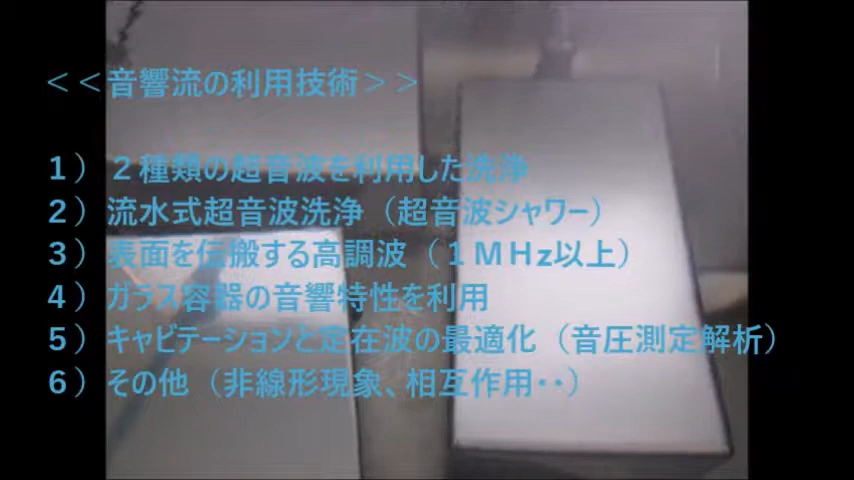 ＜＜音響流の利用技術＞＞
１）２種類の超音波を利用した洗浄
２）流水式超音波洗浄（超音波シャワー）
３）表面を伝搬する高調波（１ＭＨz以上）
４）ガラス容器の音響特性を利用
５）キャビテーションと定在波の最適化（音圧測定解析）
６）その他（非線形現象、相互作用・・）